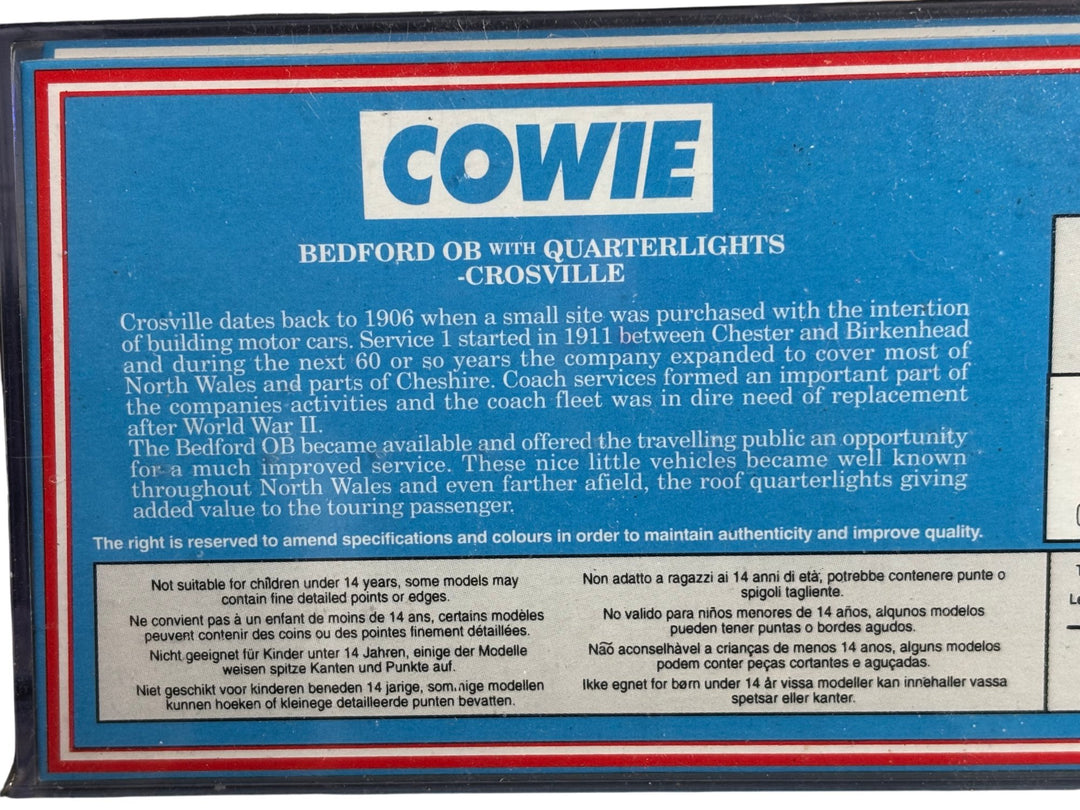 COWIE
BEDFORD OB WITH QUARTERLIGHTS
-CROSVILLE
Crosville dates back to 1906 when a small site was purchased with the intention
of building motor cars. Service 1 started in 1911 between Chester and Birkenhead
and during the next 60 or so years the company expanded to cover most of
North Wales and parts of Cheshire. Coach services formed an important part of
the companies activities and the coach fleet was in dire need of replacement
after World War II.
The Bedford OB became available and offered the travelling public an opportunity
for a much improved service. These nice little vehicles became well known
throughout North Wales and even farther afield, the roof quarterlights giving
added value to the touring passenger.
The right is reserved to amend specifications and colours in order to maintain authenticity and improve quality.
Not suitable for children under 14 years, some models may
contain fine detailed points or edges.
Ne convient pas à un enfant de moins de 14 ans, certains modèles
peuvent contenir des coins ou des pointes finement détaillées.
Nicht geeignet für Kinder unter 14 Jahren, einige der Modelle
weisen spitze Kanten und Punkte auf.
Niet geschikt voor kinderen beneden 14 jarige, sommige modellen
kunnen hoeken of kleinege detailleerde punten bevatten.
Non adatto a ragazzi ai 14 anni di età, potrebbe contenere punte o
spigoli tagliente.
No valido para niños menores de 14 años, algunos modelos
pueden tener puntas o bordes agudos.
Não aconselhàvel a crianças de menos 14 anos, alguns modelos
podem conter peças cortantes e aguçadas.
Ikke egnet for børn under 14 år vissa modeller kan innehaller vassa
spetsar eller kanter.